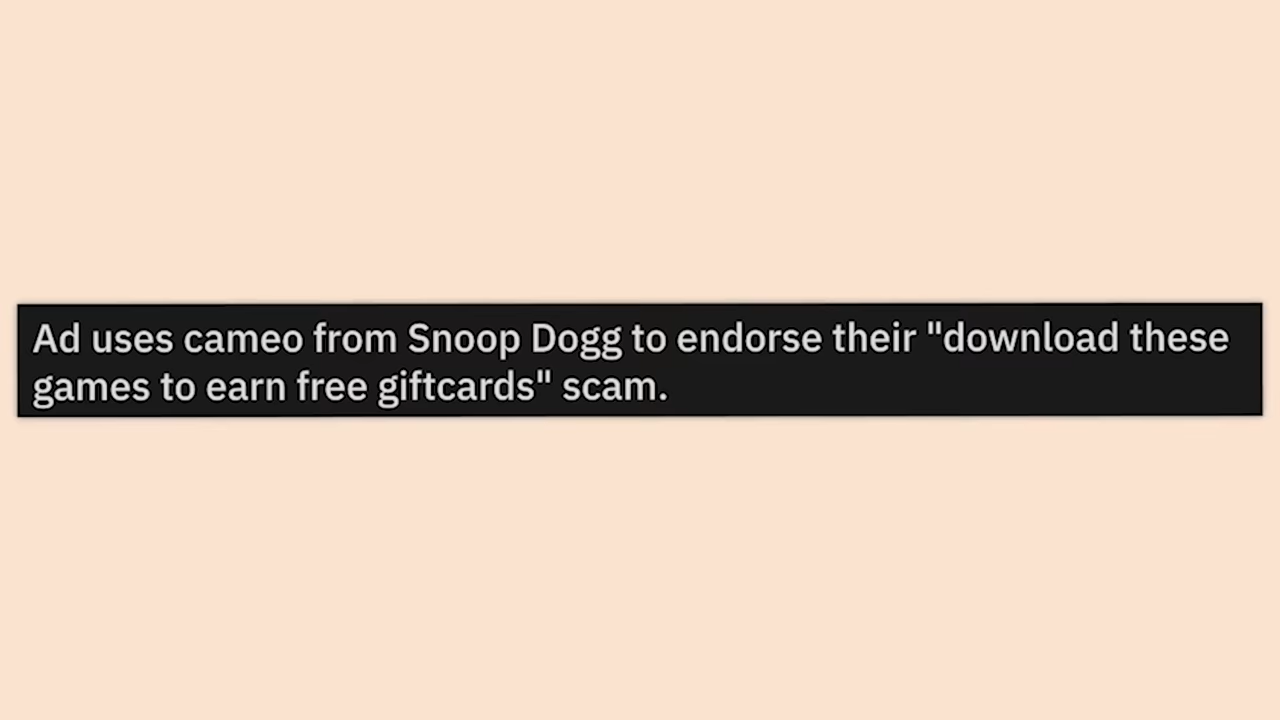 Ad uses cameo from Snoop Dogg to endorse their "download these
games to earn free giftcards" scam.